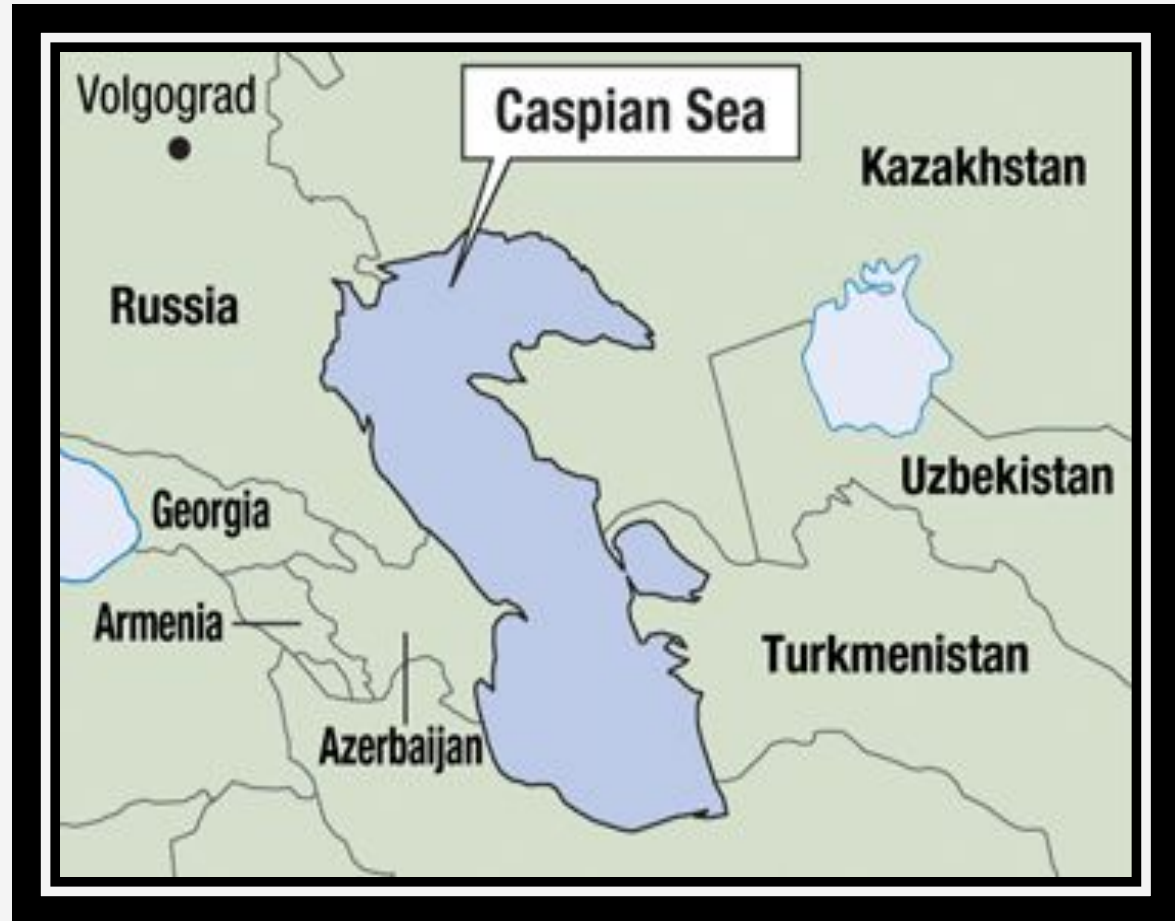 Volgograd
Caspian Sea
Kazakhstan
Russia
Uzbekistan
Georgia
Armenia
Turkmenistan
Azerbaijan